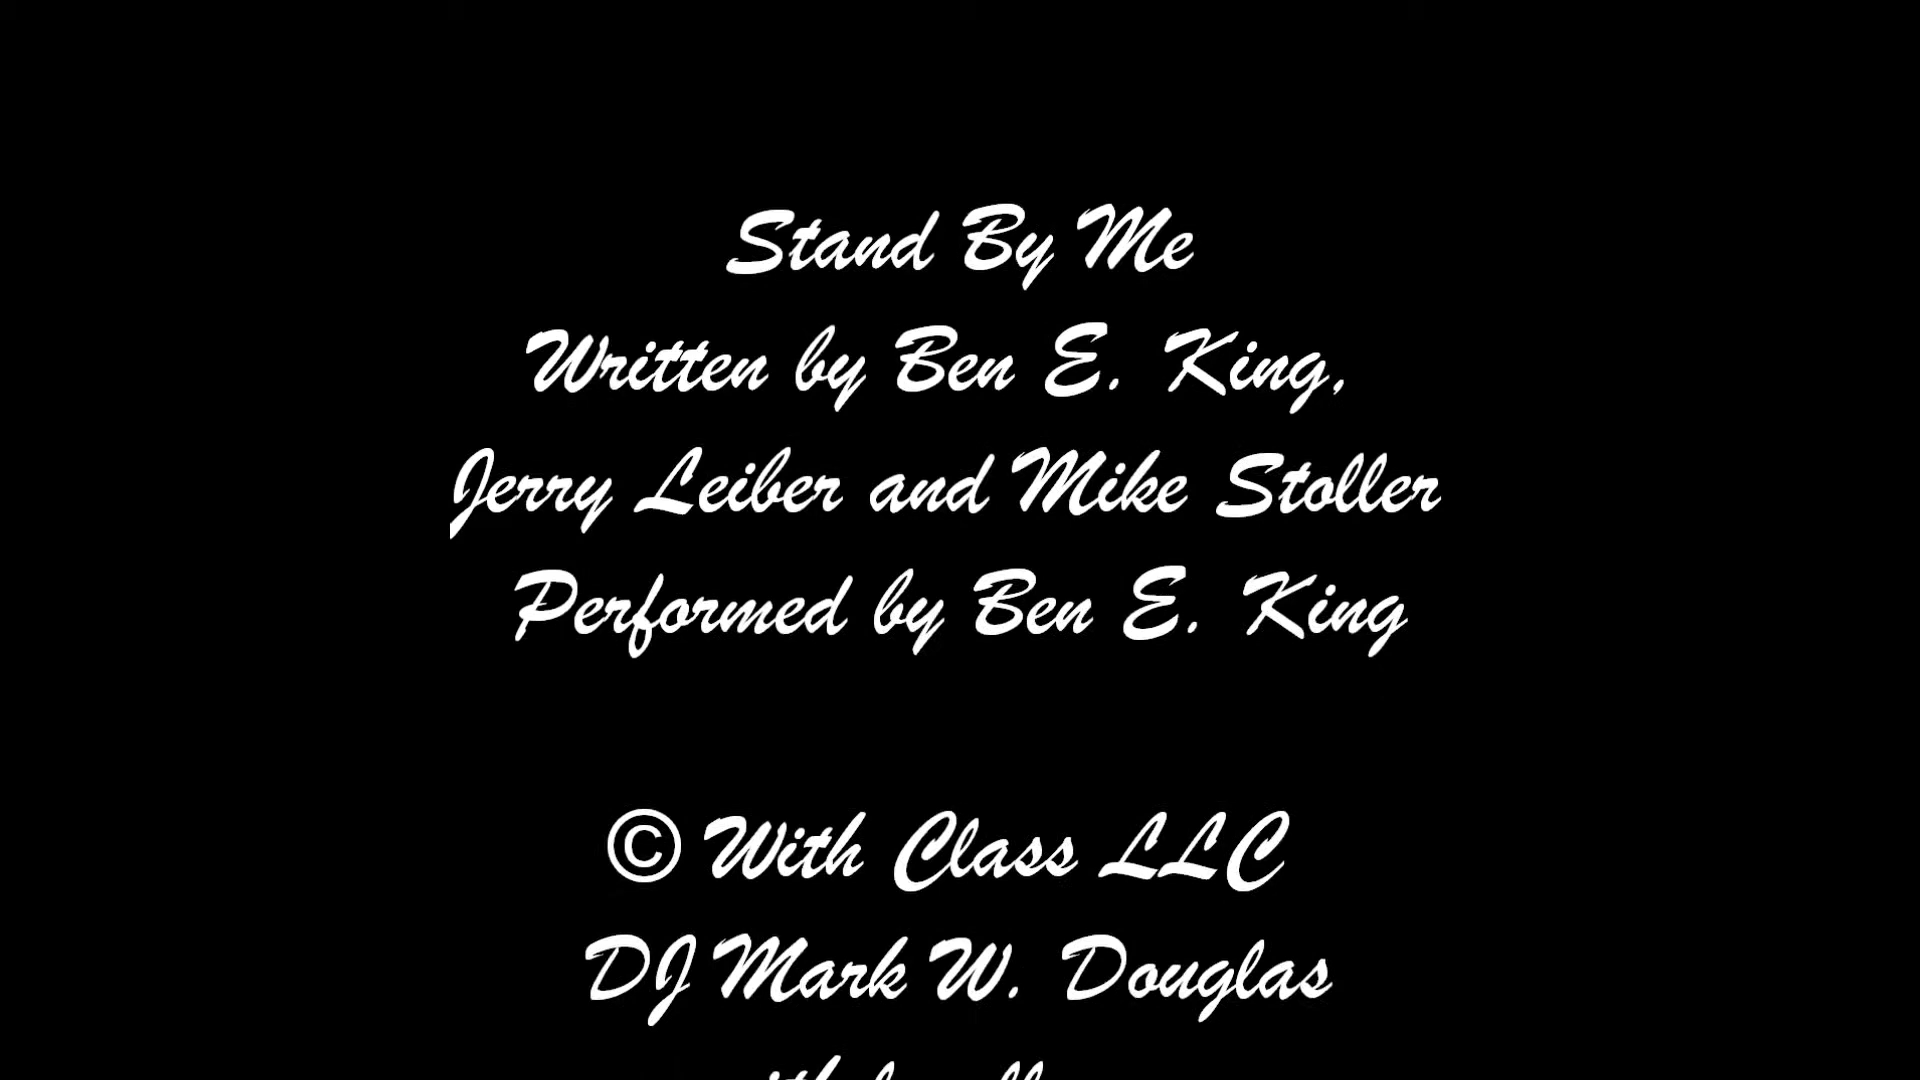 Stand By Me
Written by Ben E. King,
Jerry Leiber and Mike Stoller
Performed by Ben E. King
© With Class LLC
DJ Mark W. Douglas